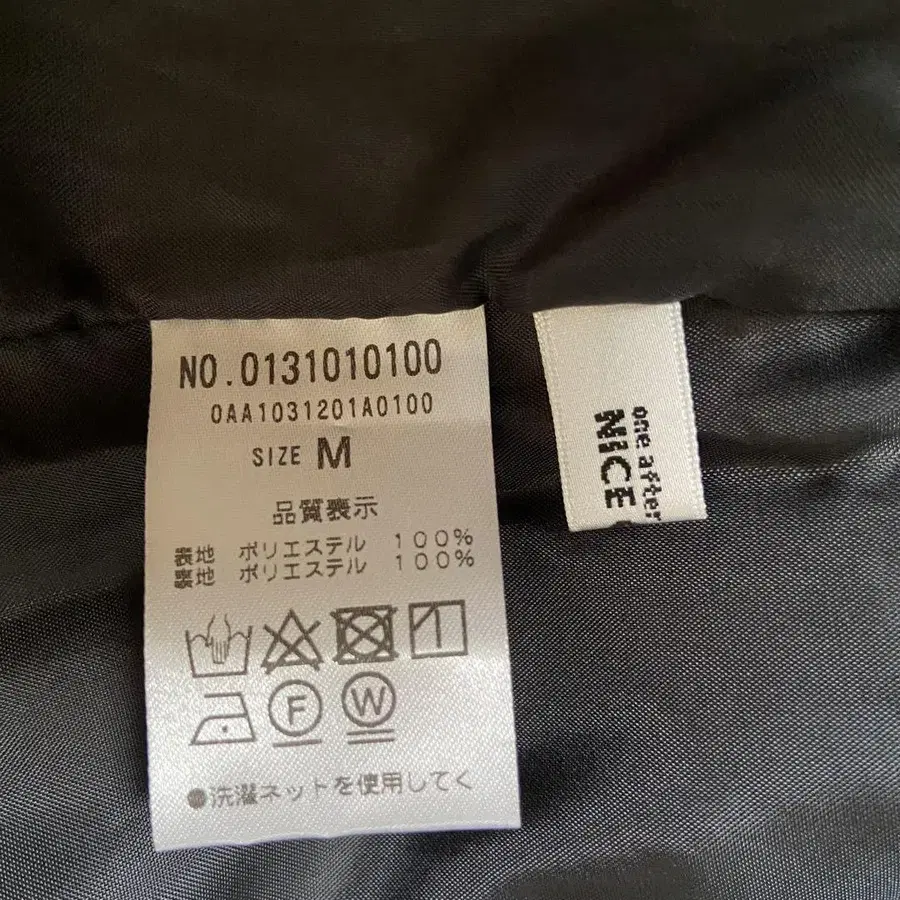 NO.0131010100
0AA1031201A0100
SIZE M
品質表示
表地 ポリエステル 100%
裏地 ポリエステル 100%
F W
●洗濯ネットを使用してく
one after
NICE